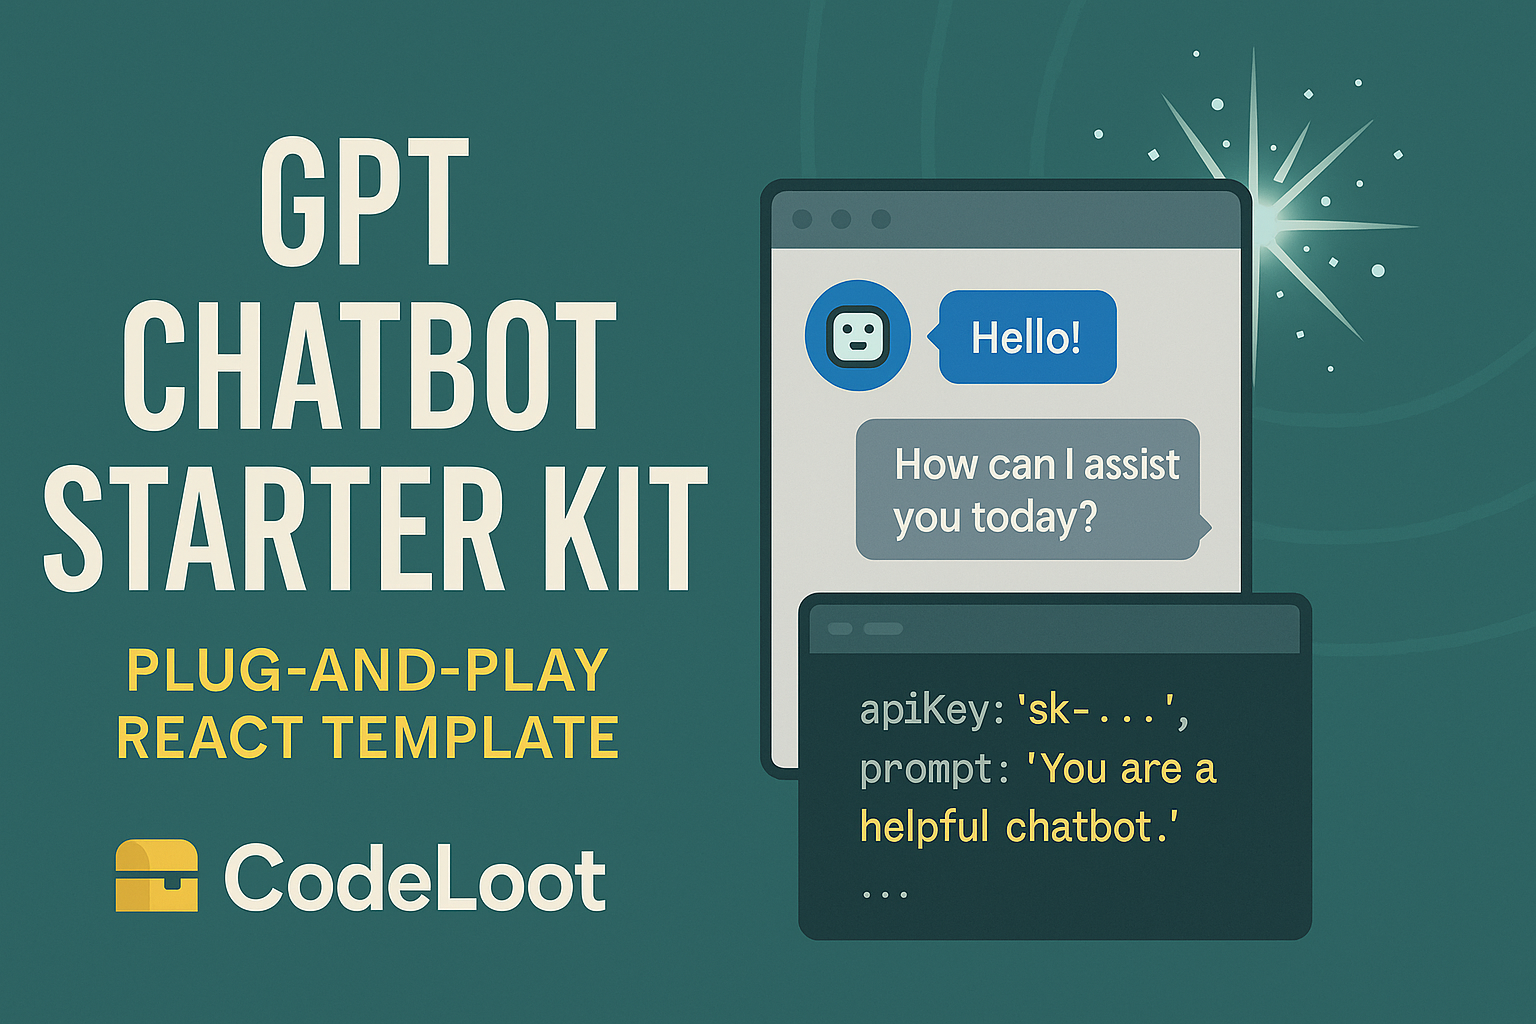 GPT
CHATBOT
STARTER KIT
PLUG-AND-PLAY
REACT TEMPLATE
CodeLoot
Hello!
How can I assist
you today?
apiKey: 'sk-...',
prompt: 'You are a
helpful chatbot.'
...